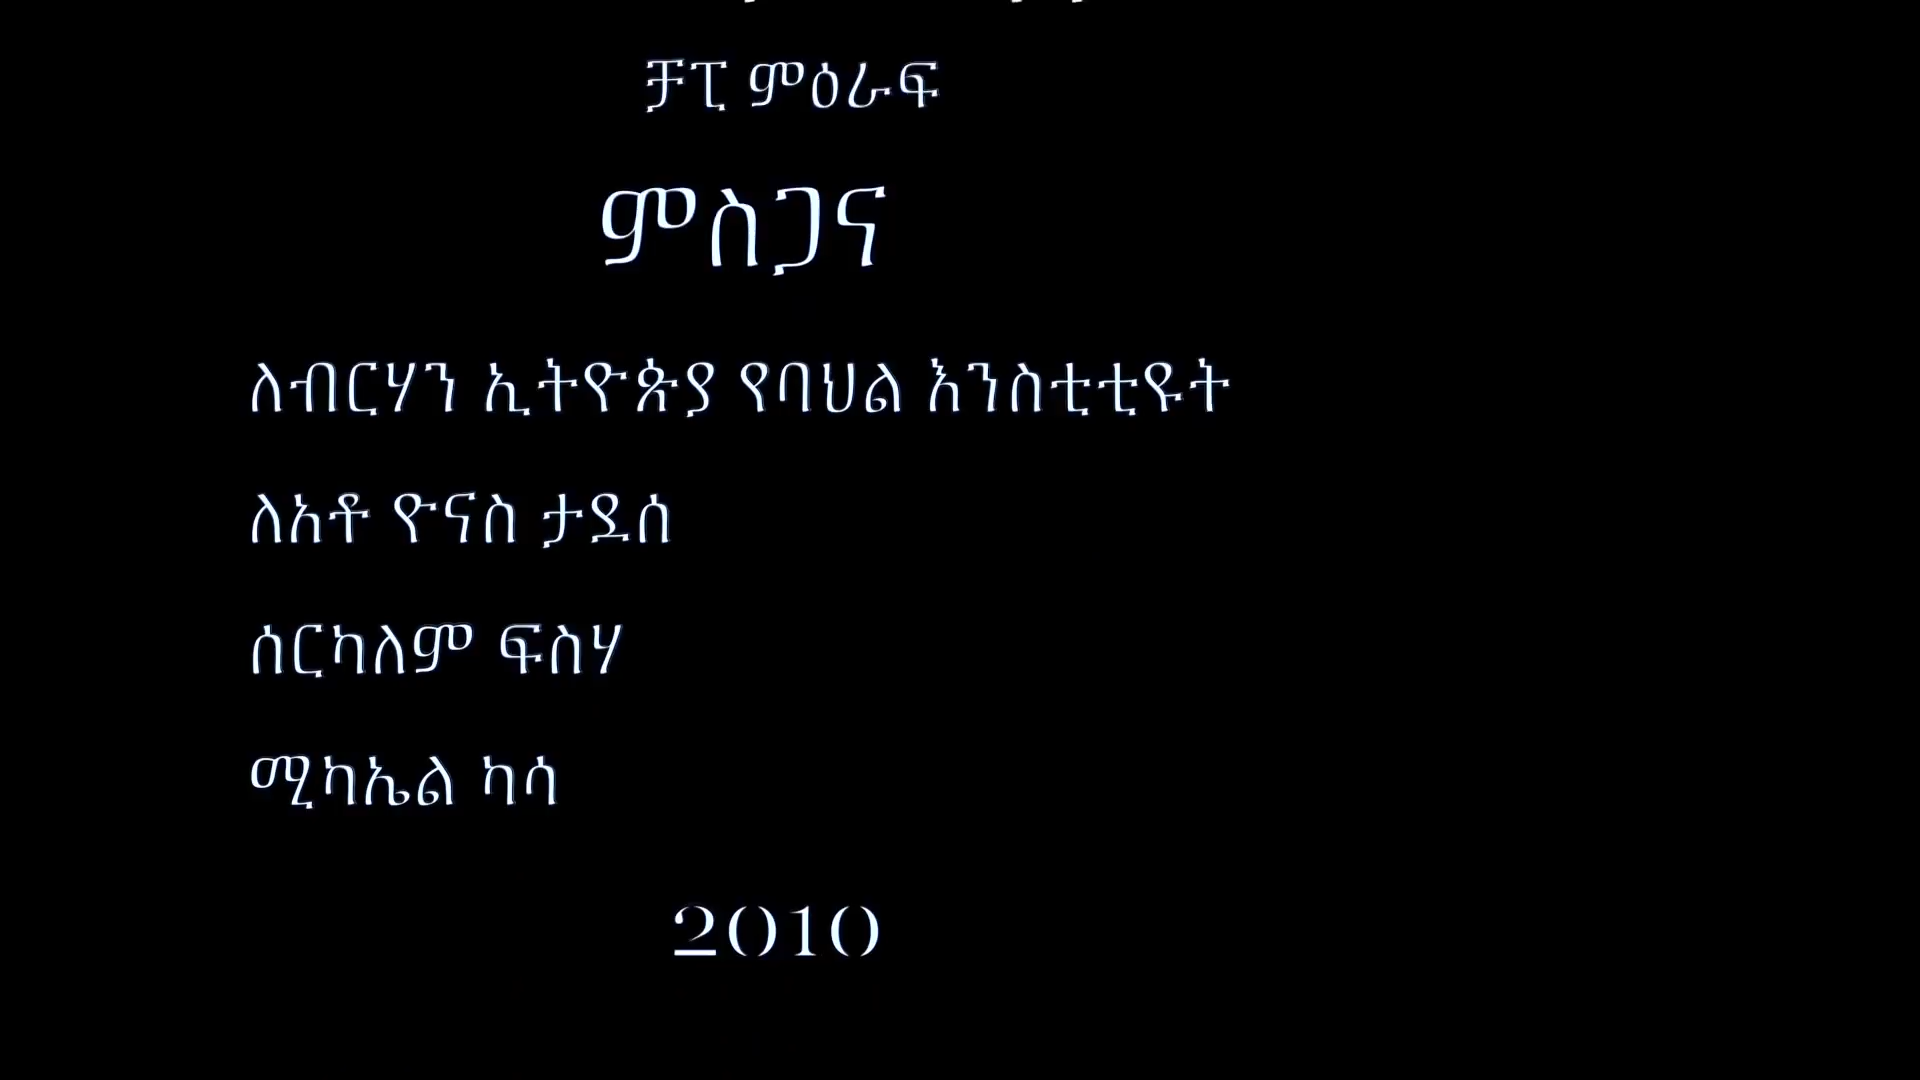 ቻፒ ምዕራፍ
ምስጋና
ለብርሃን ኢትዮጵያ የባህል እንስቲቲዩት
ለአቶ ዮናስ ታደሰ
ሰርካለም ፍስሃ
ሚካኤል ካሳ
2010